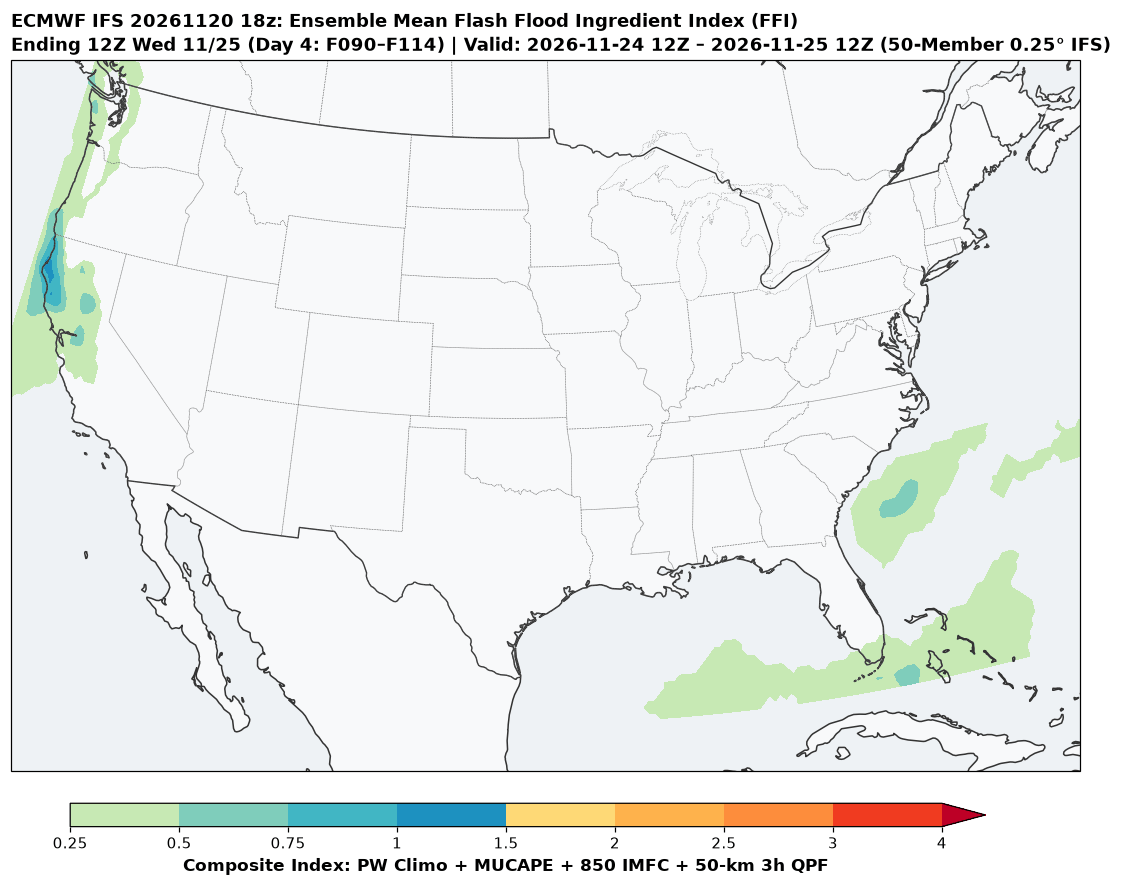 ECMWF IFS 20261120 18z: Ensemble Mean Flash Flood Ingredient Index (FFI)
Ending 12Z Wed 11/25 (Day 4: F090–F114) | Valid: 2026-11-24 12Z – 2026-11-25 12Z (50-Member 0.25° IFS)
0.25 0.5 0.75 1 1.5 2 2.5 3 4
Composite Index: PW Climo + MUCAPE + 850 IMFC + 50-km 3h QPF